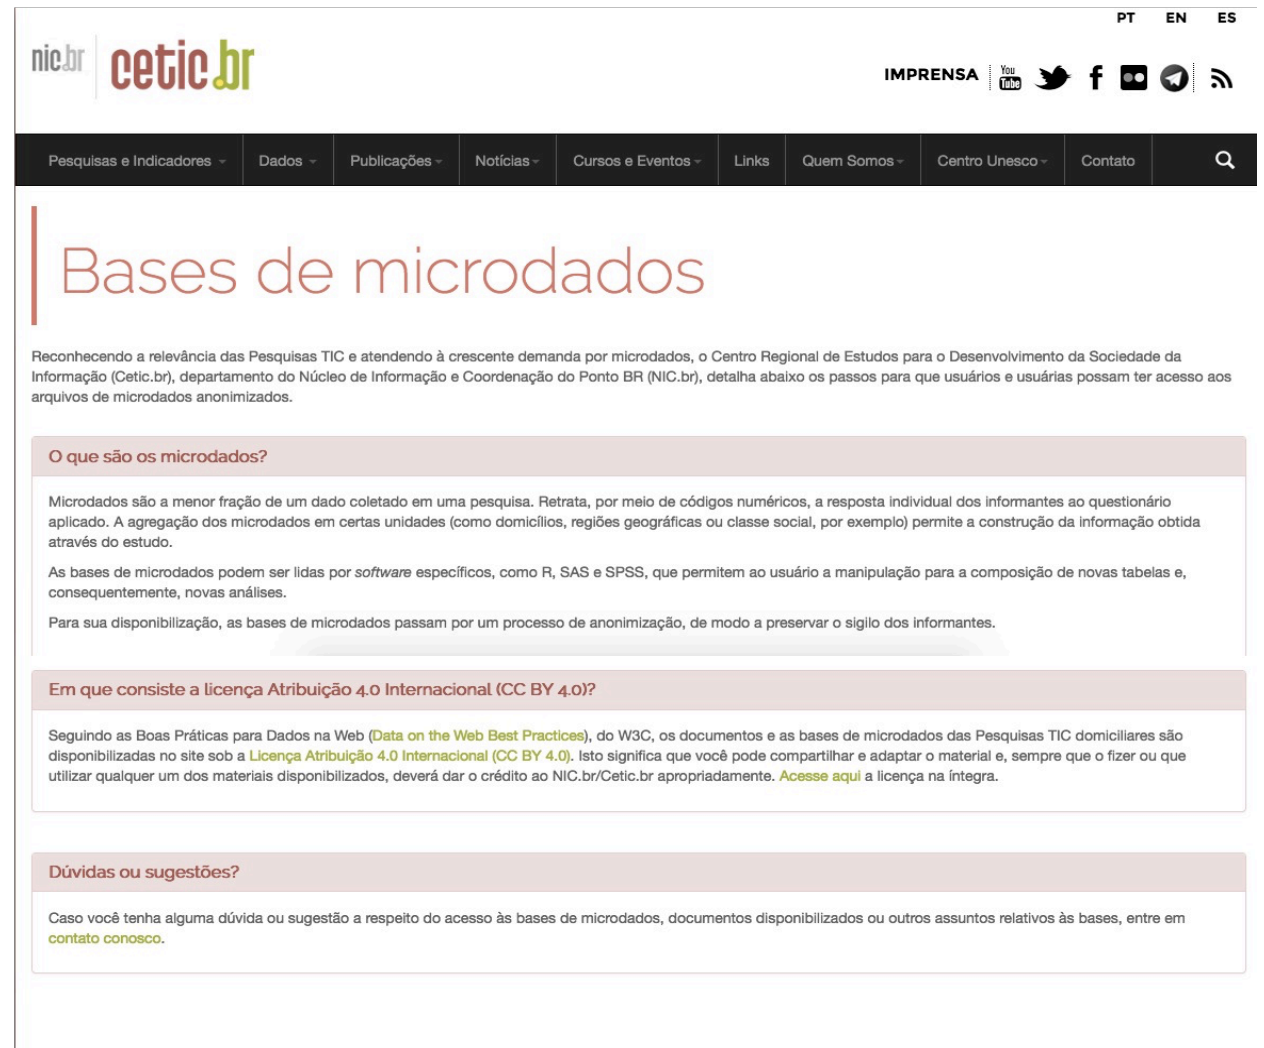 PT EN ES
nic.br cetic.br
IMPRENSA You Tube
Pesquisas e Indicadores Dados Publicações Notícias Cursos e Eventos Links Quem Somos Centro Unesco Contato
Bases de microdados
Reconhecendo a relevância das Pesquisas TIC e atendendo à crescente demanda por microdados, o Centro Regional de Estudos para o Desenvolvimento da Sociedade da
Informação (Cetic.br), departamento do Núcleo de Informação e Coordenação do Ponto BR (NIC.br), detalha abaixo os passos para que usuários e usuárias possam ter acesso aos
arquivos de microdados anonimizados.
O que são os microdados?
Microdados são a menor fração de um dado coletado em uma pesquisa. Retrata, por meio de códigos numéricos, a resposta individual dos informantes ao questionário
aplicado. A agregação dos microdados em certas unidades (como domicílios, regiões geográficas ou classe social, por exemplo) permite a construção da informação obtida
através do estudo.
As bases de microdados podem ser lidas por software específicos, como R, SAS e SPSS, que permitem ao usuário a manipulação para a composição de novas tabelas e,
consequentemente, novas análises.
Para sua disponibilização, as bases de microdados passam por um processo de anonimização, de modo a preservar o sigilo dos informantes.
Em que consiste a licença Atribuição 4.0 Internacional (CC BY 4.0)?
Seguindo as Boas Práticas para Dados na Web (Data on the Web Best Practices), do W3C, os documentos e as bases de microdados das Pesquisas TIC domiciliares são
disponibilizadas no site sob a Licença Atribuição 4.0 Internacional (CC BY 4.0). Isto significa que você pode compartilhar e adaptar o material e, sempre que o fizer ou que
utilizar qualquer um dos materiais disponibilizados, deverá dar o crédito ao NIC.br/Cetic.br apropriadamente. Acesse aqui a licença na íntegra.
Dúvidas ou sugestões?
Caso você tenha alguma dúvida ou sugestão a respeito do acesso às bases de microdados, documentos disponibilizados ou outros assuntos relativos às bases, entre em
contato conosco.